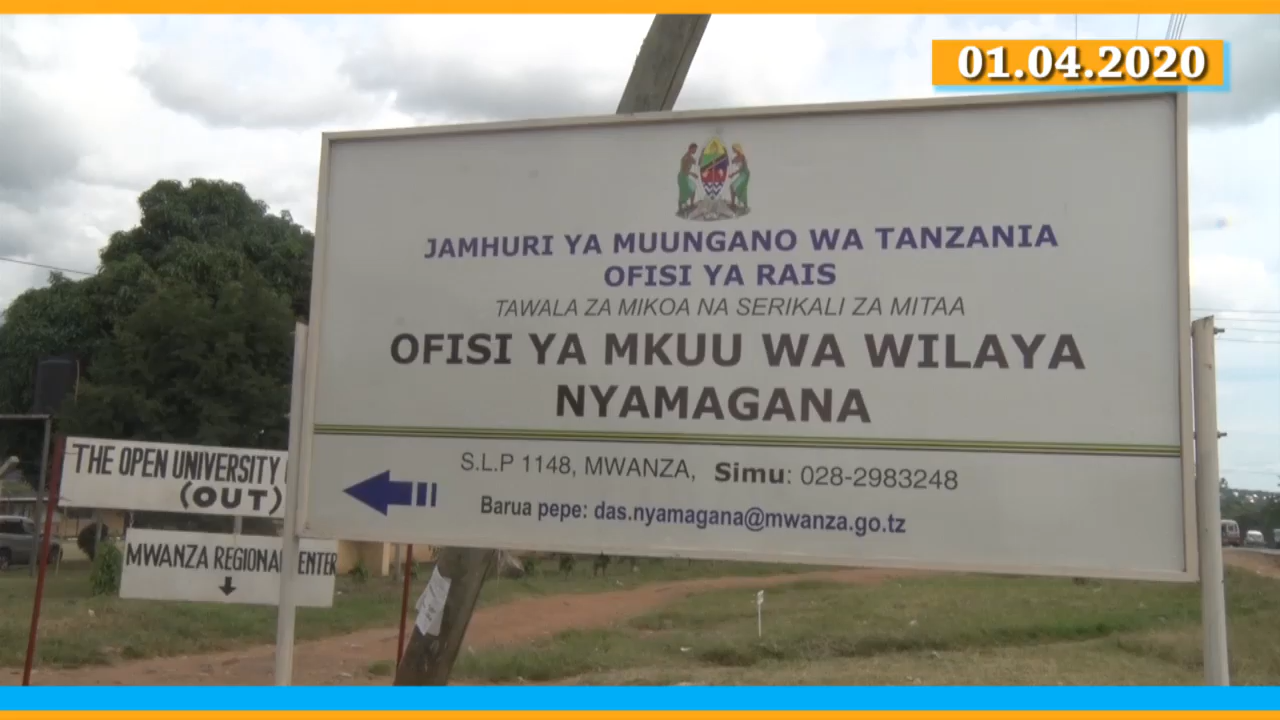 01.04.2020
JAMHURI YA MUUNGANO WA TANZANIA
OFISI YA RAIS
TAWALA ZA MIKOA NA SERIKALI ZA MITAA
OFISI YA MKUU WA WILAYA
NYAMAGANA
S.L.P 1148, MWANZA, Simu: 028-2983248
Barua pepe: das.nyamagana@mwanza.go.tz
THE OPEN UNIVERSITY
(OUT)
MWANZA REGIONAL ENTER